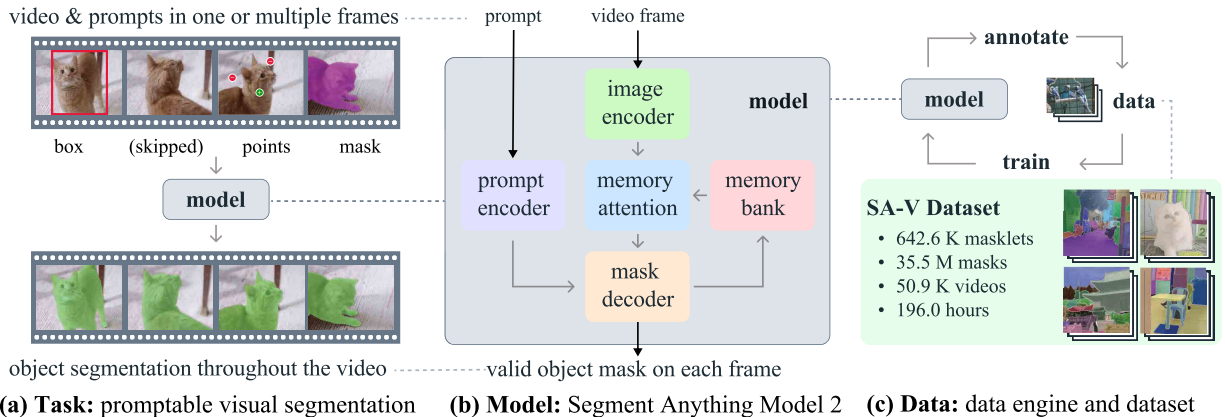 video & prompts in one or multiple frames
box
(skipped)
points
mask
model
object segmentation throughout the video
(a) Task: promptable visual segmentation
prompt
video frame
image
encoder
model
prompt
encoder
memory
attention
memory
bank
mask
decoder
valid object mask on each frame
(b) Model: Segment Anything Model 2
annotate
model
data
train
SA-V Dataset
• 642.6 K masklets
• 35.5 M masks
• 50.9 K videos
• 196.0 hours
(c) Data: data engine and dataset